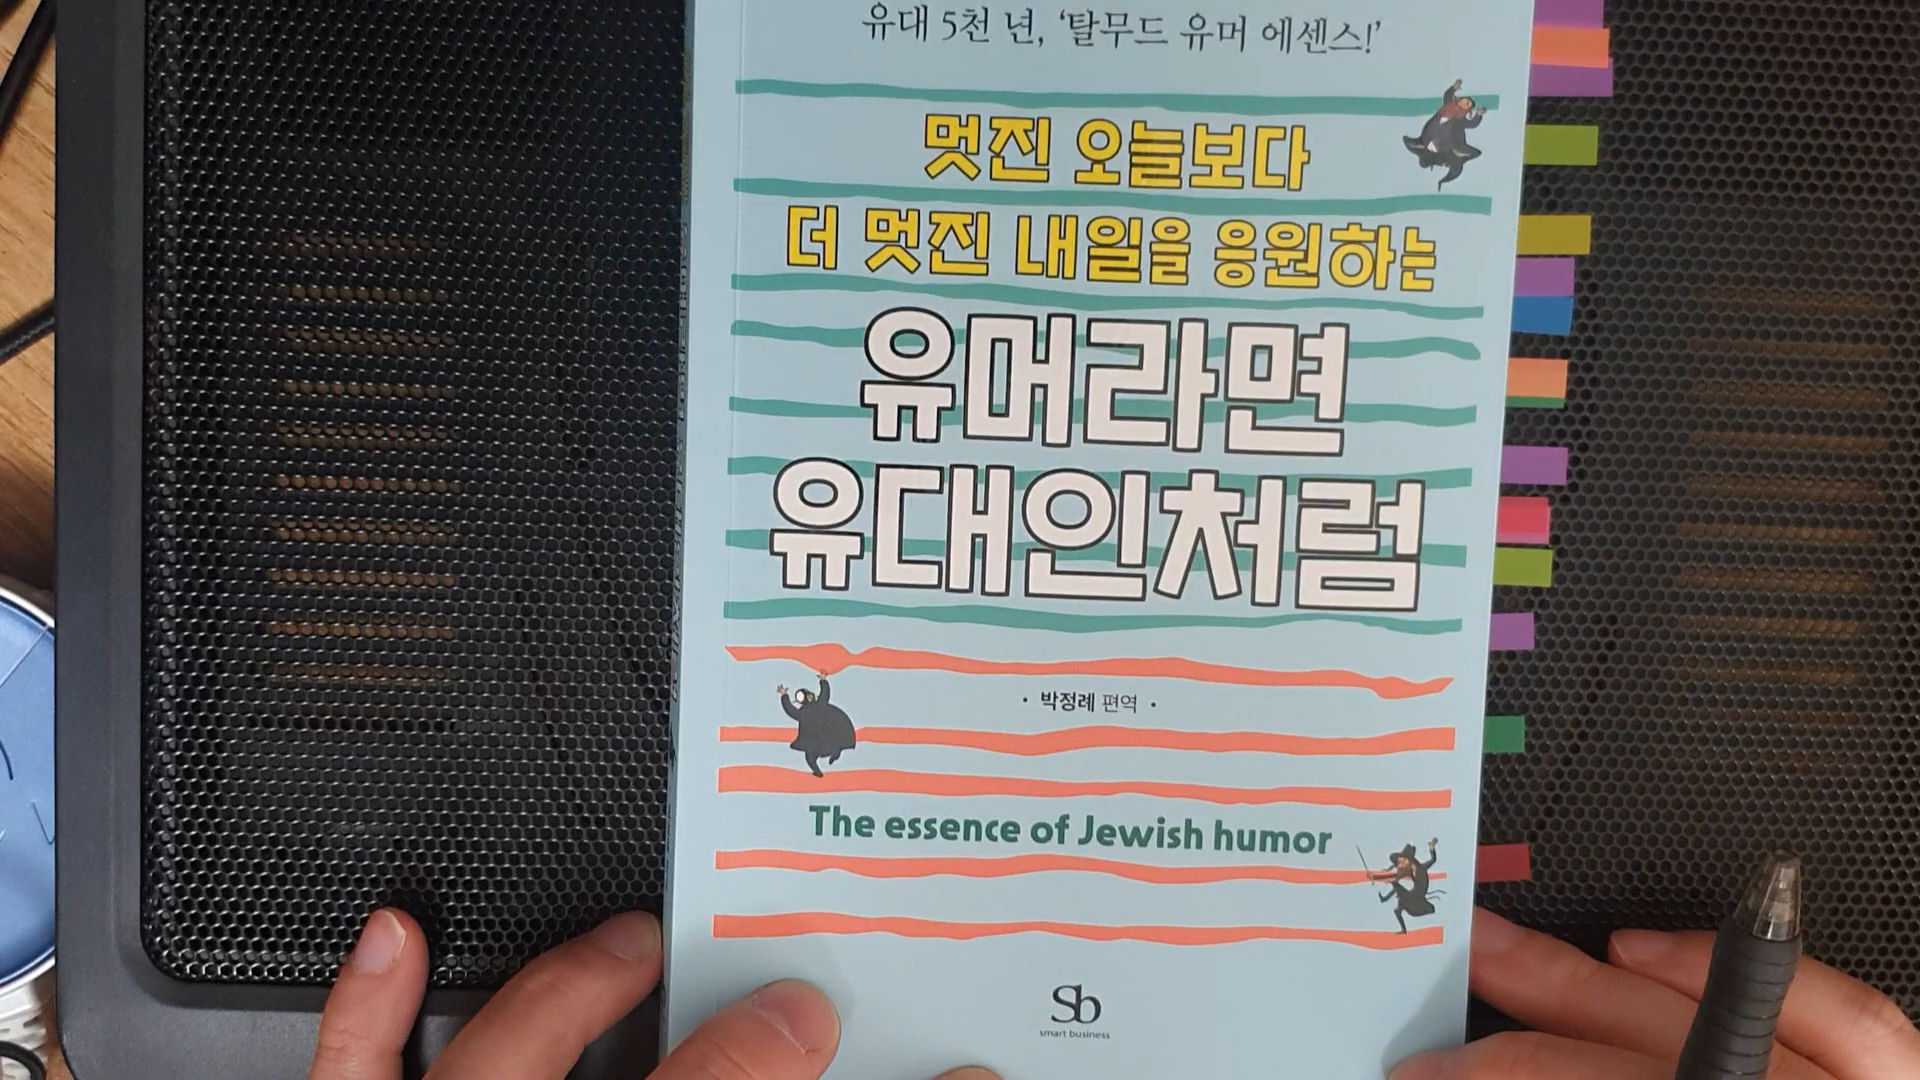 유대 5천 년, ‘탈무드 유머 에센스!’
멋진 오늘보다
더 멋진 내일을 응원하는
유머라면
유대인처럼
· 박정례 편역 ·
The essence of Jewish humor
Sb
smart business